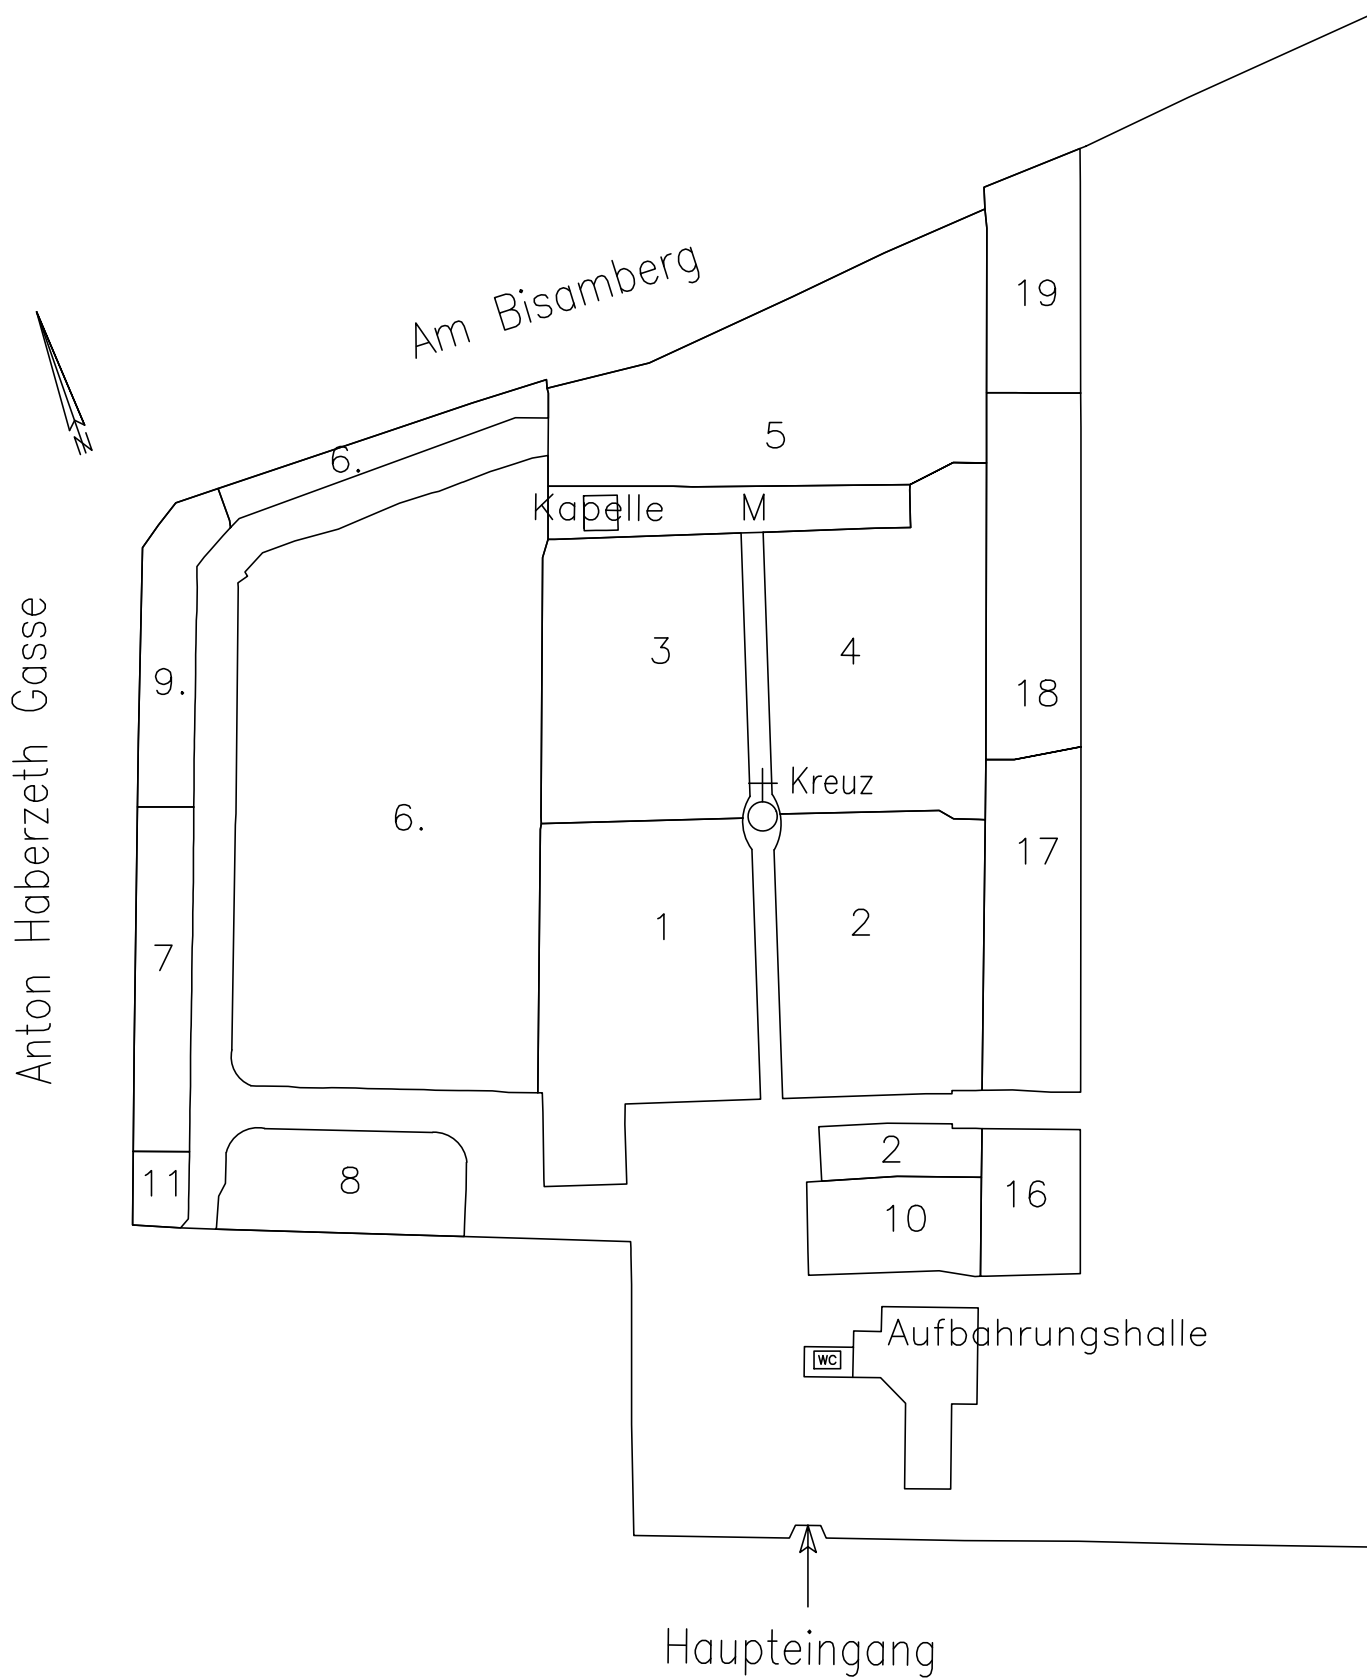 19
Am Bisamberg
5
6.
N
Kapelle M
Anton Haberzeth Gasse
3
4
9.
18
Kreuz
6.
17
1
2
7
2
11
8
16
10
Aufbahrungshalle
WC
Haupteingang